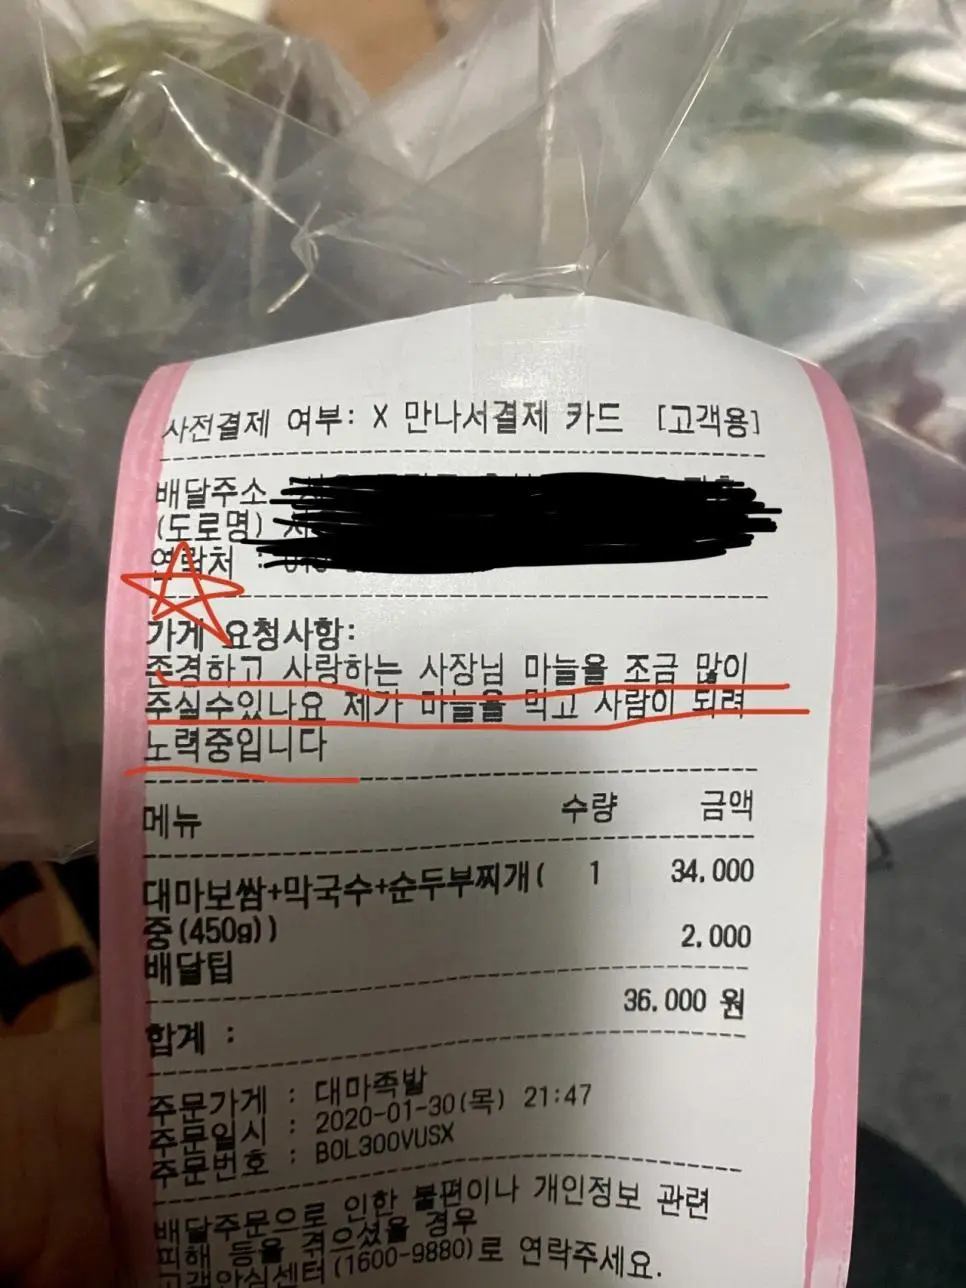 사전결제 여부: X 만나서결제 카드 [고객용]
배달주소
(도로명)
연락처 :
가게 요청사항:
존경하고 사랑하는 사장님 마늘을 조금 많이
주실수있나요 제가 마늘을 먹고 사람이 되려
노력중입니다
메뉴 수량 금액
대마보쌈+막국수+순두부찌개( 1 34,000
중(450g))
배달팁 2,000
합계 : 36,000 원
주문가게 : 대마족발
주문일시 : 2020-01-30(목) 21:47
주문번호 : B0L300VUSX
배달주문으로 인한 불편이나 개인정보 관련
피해 등을 겪으셨을 경우
고객안심센터(1600-9880)로 연락주세요.